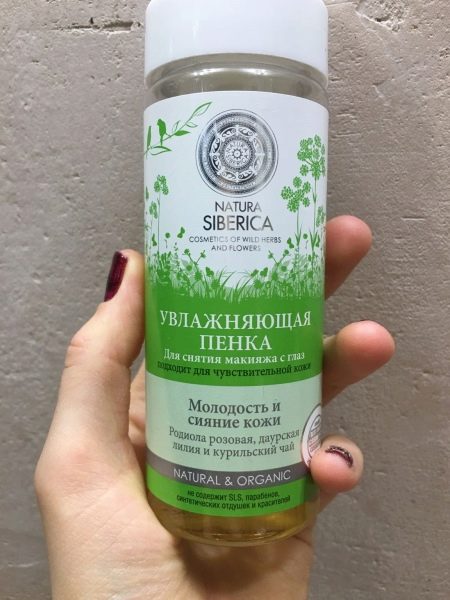 NATURA
SIBERICA
COSMETICS OF WILD HERBS
AND FLOWERS
УВЛАЖНЯЮЩАЯ
ПЕНКА
Для снятия макияжа с глаз
подходит для чувствительной кожи
Молодость и
сияние кожи
Родиола розовая, даурская
лилия и курильский чай
NATURAL & ORGANIC
не содержит SLS, парабенов,
синтетических отдушек и красителей